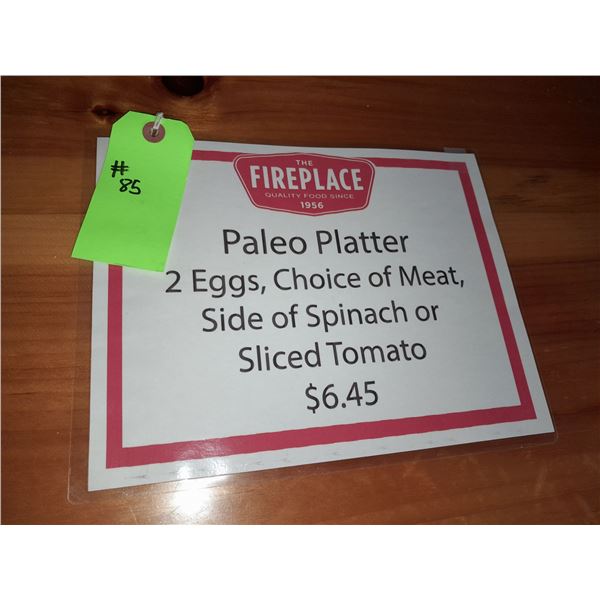 #
85
THE
FIREPLACE
QUALITY FOOD SINCE
1956
Paleo Platter
2 Eggs, Choice of Meat,
Side of Spinach or
Sliced Tomato
$6.45